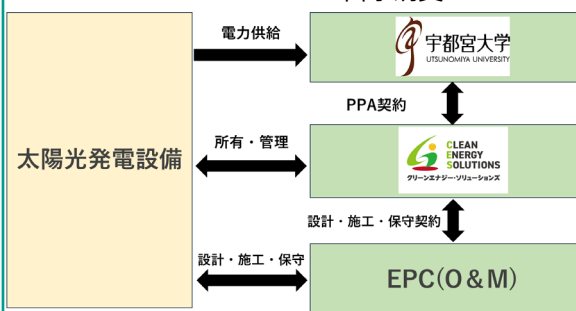 電力供給
宇都宮大学
UTSUNOMIYA UNIVERSITY
PPA契約
太陽光発電設備
所有・管理
CLEAN
ENERGY
SOLUTIONS
グリーンエナジー・ソリューションズ
設計・施工・保守契約
設計・施工・保守
EPC(O&M)